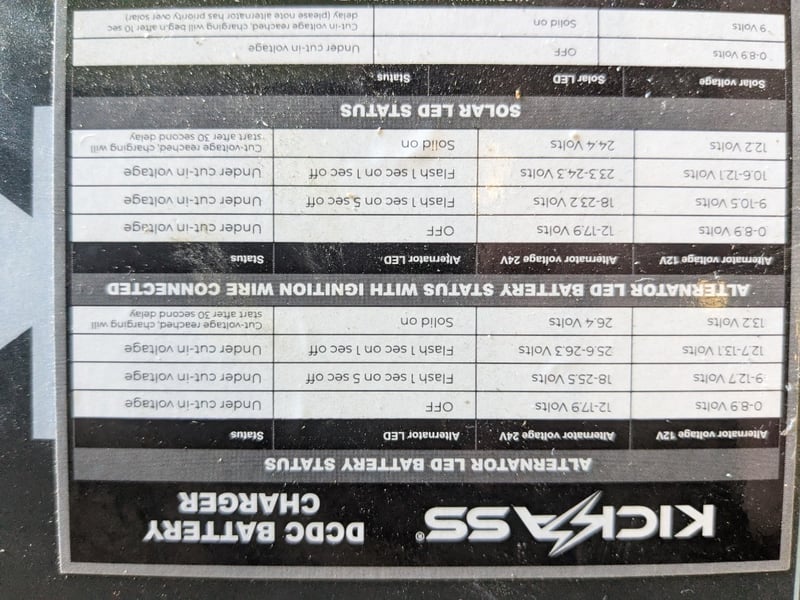 KICKASS®
DCDC BATTERY
CHARGER
ALTERNATOR LED BATTERY STATUS
Alternator voltage 12V Alternator voltage 24V Alternator LED Status
0-8.9 Volts 12-17.9 Volts OFF Under cut-in voltage
9-12.7 Volts 18-25.5 Volts Flash 1 sec on 5 sec off Under cut-in voltage
12.7-13.1 Volts 25.6-26.3 Volts Flash 1 sec on 1 sec off Under cut-in voltage
13.2 Volts 26.4 Volts Solid on Cut-voltage reached, charging will
start after 30 second delay
ALTERNATOR LED BATTERY STATUS WITH IGNITION WIRE CONNECTED
Alternator voltage 12V Alternator voltage 24V Alternator LED Status
0-8.9 Volts 12-17.9 Volts OFF Under cut-in voltage
9-10.5 Volts 18-23.2 Volts Flash 1 sec on 5 sec off Under cut-in voltage
10.6-12.1 Volts 23.3-24.3 Volts Flash 1 sec on 1 sec off Under cut-in voltage
12.2 Volts 24.4 Volts Solid on Cut-voltage reached, charging will
start after 30 second delay
SOLAR LED STATUS
Solar voltage Solar LED Status
0-8.9 Volts OFF Under cut-in voltage
9 Volts Solid on Cut-in voltage, reached, charging will begin after 10 sec
delay) (please note alternator has priority over solar)